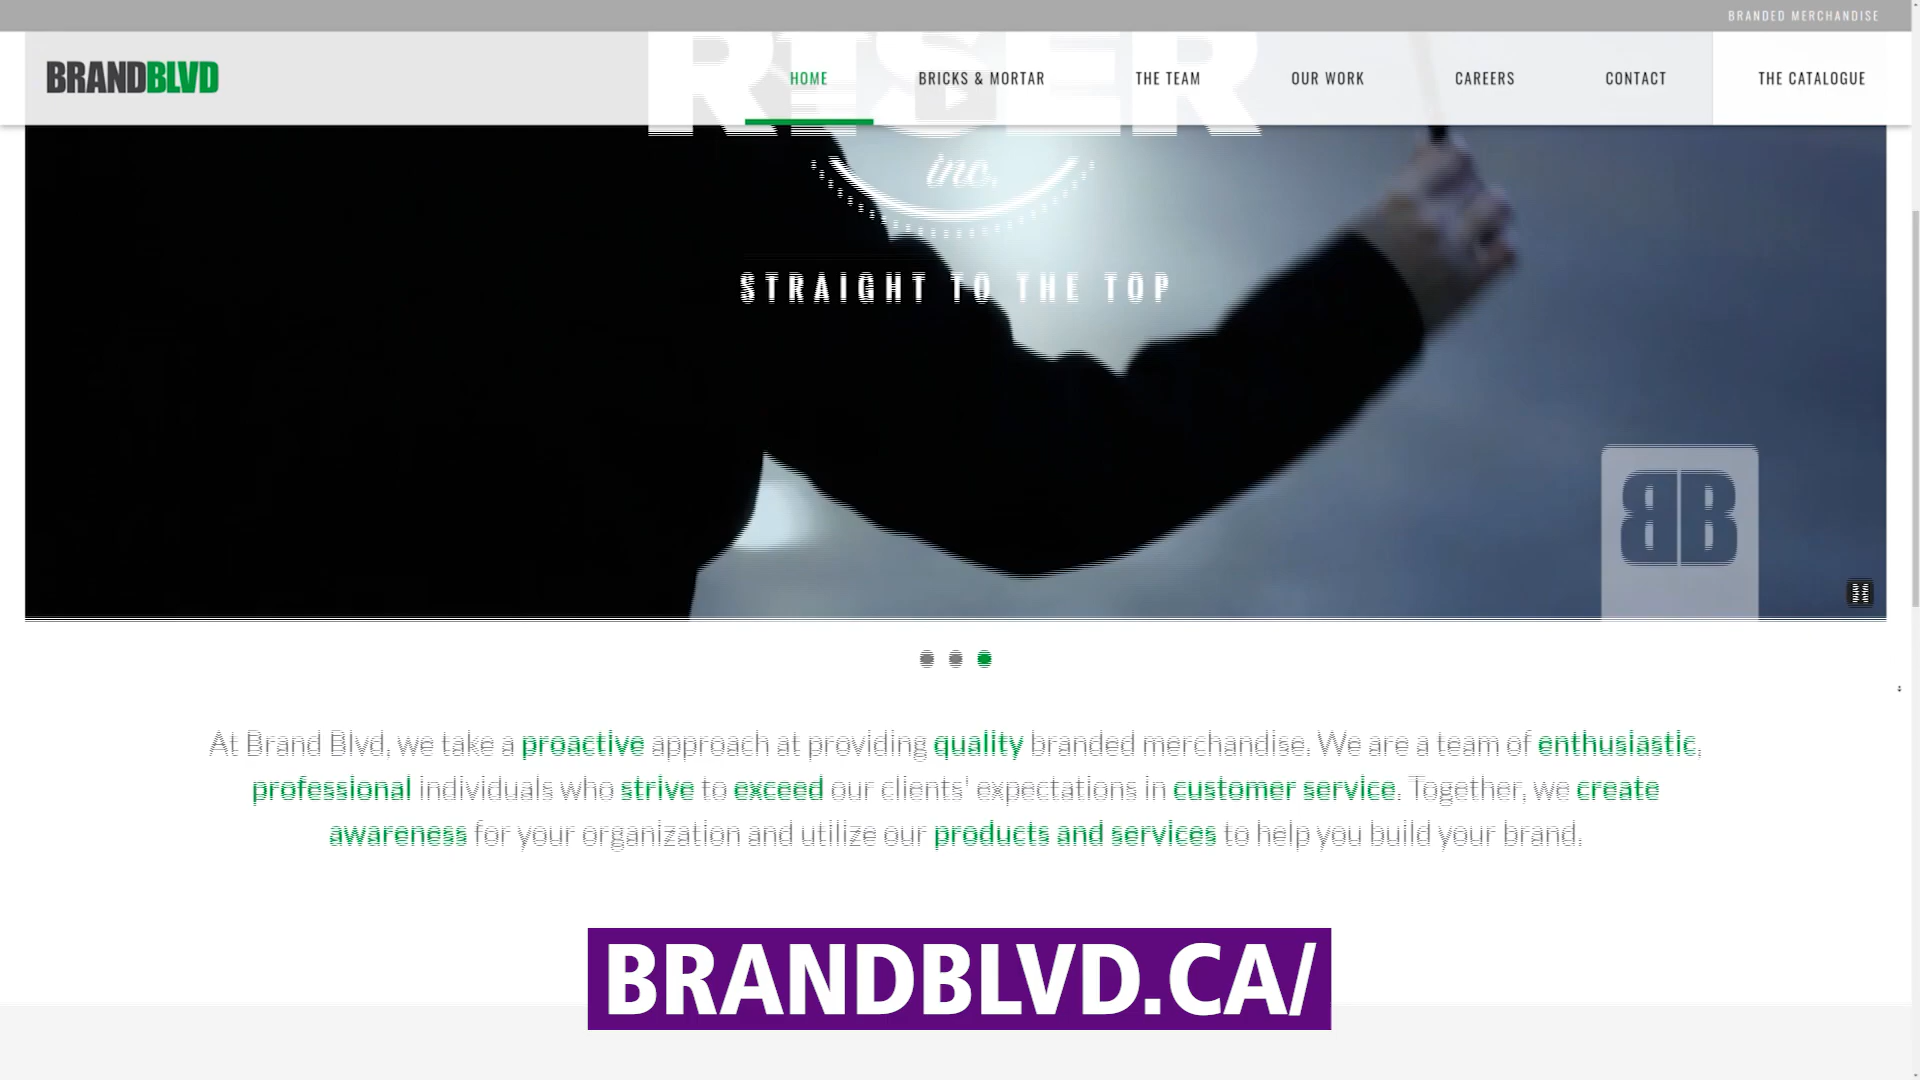 BRANDED MERCHANDISE
BRANDBLVD
HOME
BRICKS & MORTAR
THE TEAM
OUR WORK
CAREERS
CONTACT
THE CATALOGUE
RISER
inc.
STRAIGHT TO THE TOP
BB
At Brand Blvd, we take a proactive approach at providing quality branded merchandise. We are a team of enthusiastic,
professional individuals who strive to exceed our clients' expectations in customer service. Together, we create
awareness for your organization and utilize our products and services to help you build your brand.
BRANDBLVD.CA/